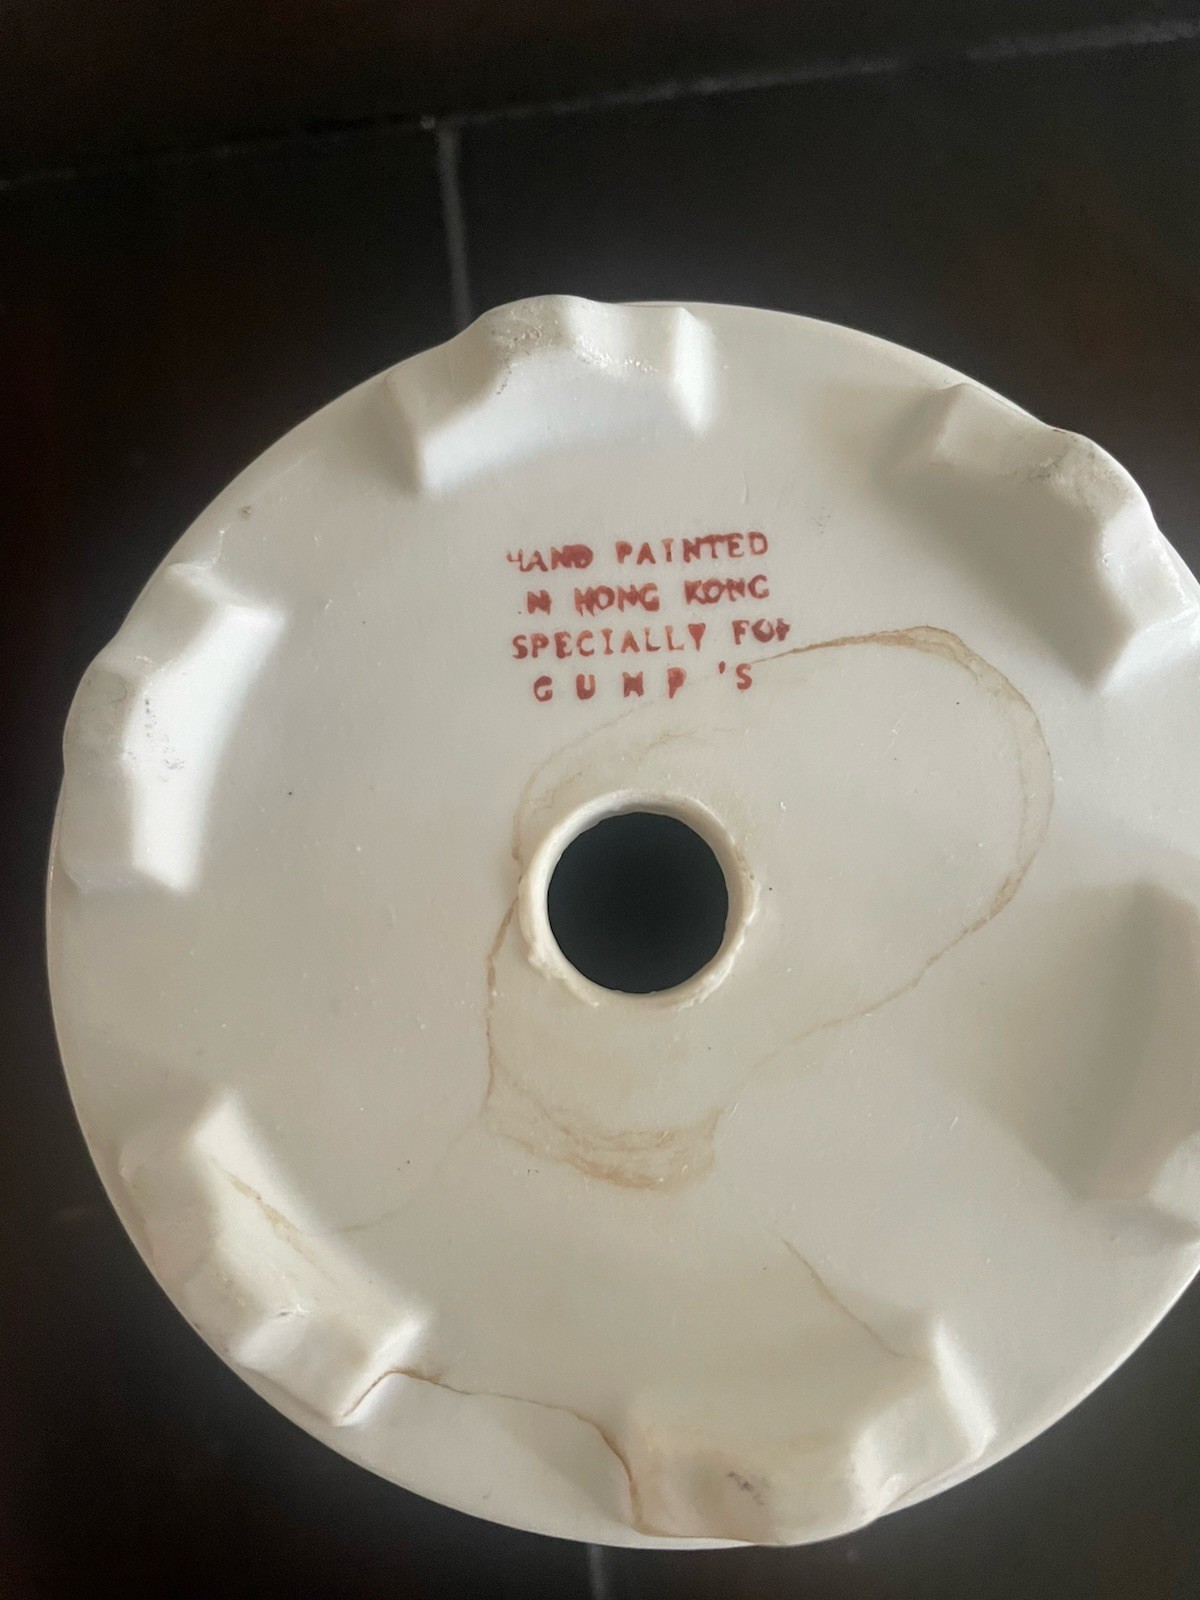 HAND PAINTED
IN HONG KONG
SPECIALLY FOR
GUMP'S